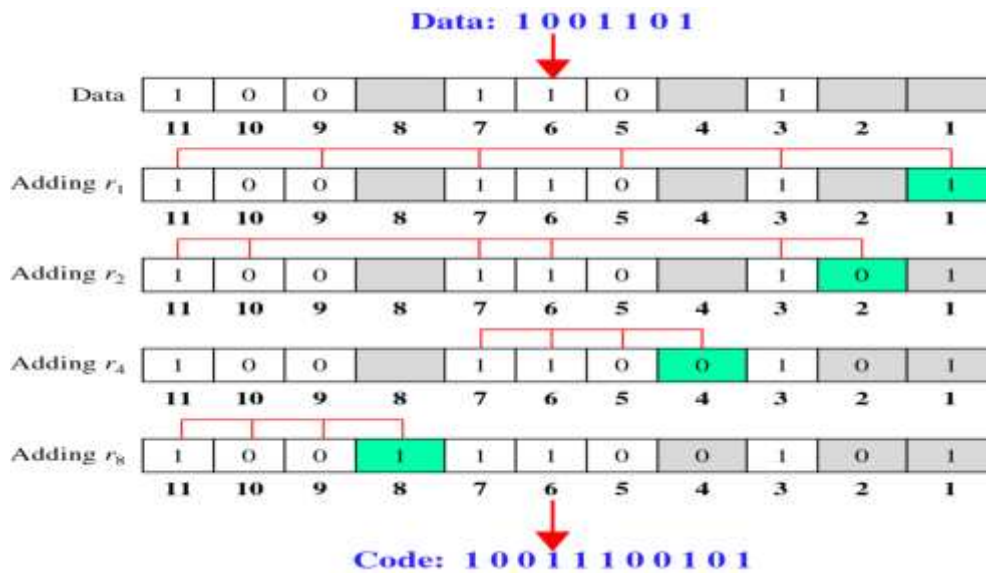 Data: 1 0 0 1 1 0 1
Data 1 0 0 1 1 0 1
11 10 9 8 7 6 5 4 3 2 1
Adding r1 1 0 0 1 1 0 1 1
11 10 9 8 7 6 5 4 3 2 1
Adding r2 1 0 0 1 1 0 1 0 1
11 10 9 8 7 6 5 4 3 2 1
Adding r4 1 0 0 1 1 0 0 1 0 1
11 10 9 8 7 6 5 4 3 2 1
Adding r8 1 0 0 1 1 1 0 0 1 0 1
11 10 9 8 7 6 5 4 3 2 1
Code: 1 0 0 1 1 1 0 0 1 0 1